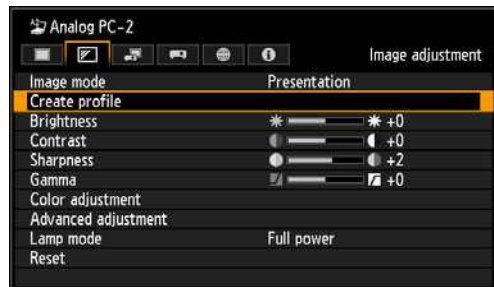 Analog PC-2
Image adjustment
Image mode Presentation
Create profile
Brightness +0
Contrast +0
Sharpness +2
Gamma +0
Color adjustment
Advanced adjustment
Lamp mode Full power
Reset